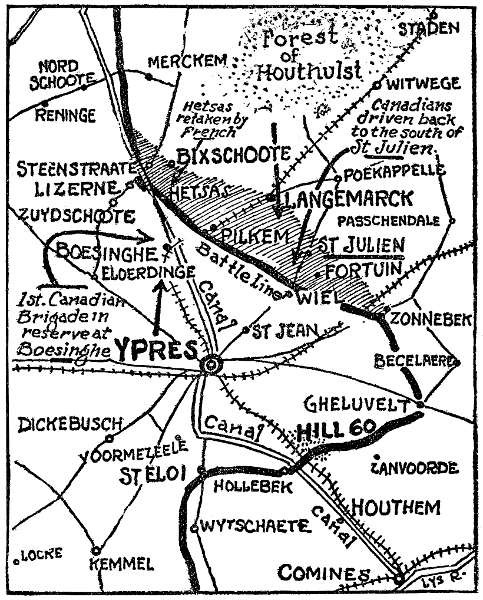 Forest
of
Houthulst
STADEN
NORD
SCHOOTE
MERCKEM
WITWEGE
RENINGE
Hetsas
retaken by
French
Canadians
driven back
to the south of
St Julien.
BIXSCHOOTE
STEENSTRAATE
LIZERNE
HETSAS
POEKAPPELLE
LANGEMARCK
ZUYDSCHOOTE
PASSCHENDALE
PILKEM
BOESINGHE
ELOERDINGE
ST JULIEN
FORTUIN
Battle Line
Canal
WIEL
1st. Canadian
Brigade in
reserve at
Boesinghe
ZONNEBEK
ST JEAN
YPRES
BECELAERE
GHELUVELT
DICKEBUSCH
Canal
HILL 60
VOORMEZEELE
ZANVOORDE
ST ELOI
HOLLEBEK
HOUTHEM
Canal
WYTSCHAETE
LOCRE
KEMMEL
COMINES
LYS R.